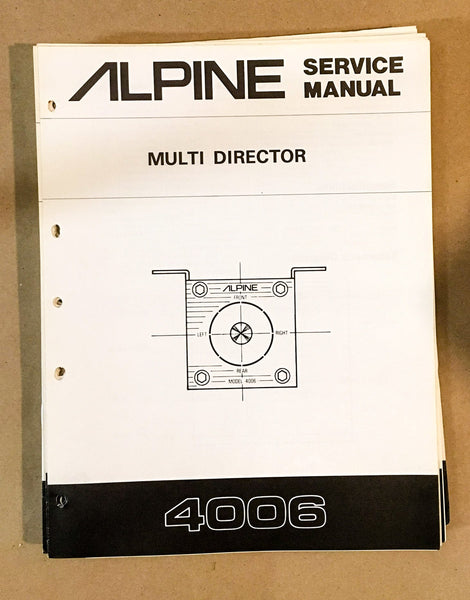 ALPINE SERVICE MANUAL
MULTI DIRECTOR
ALPINE
FRONT
LEFT RIGHT
REAR
MODEL 4006
4006